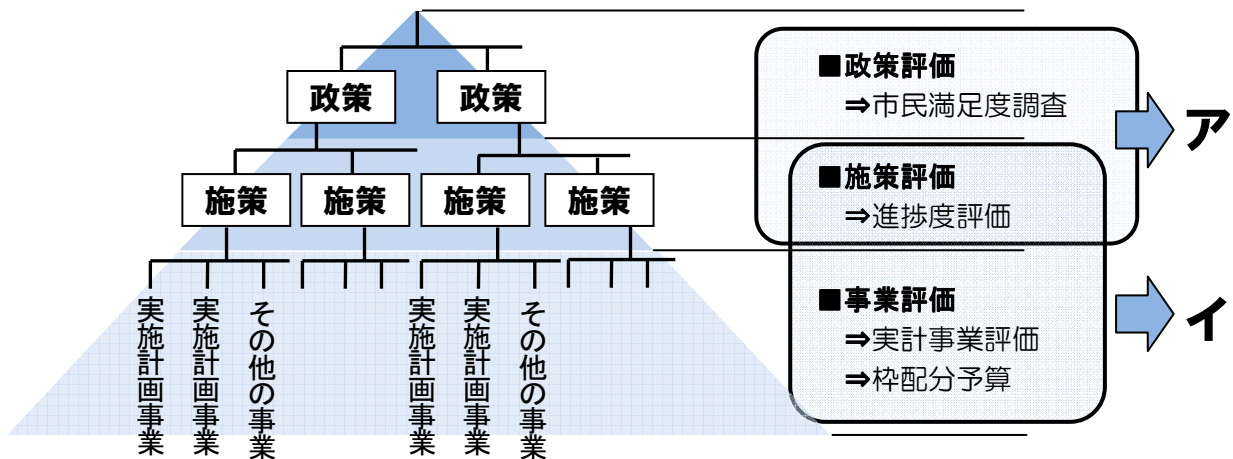 政策
政策
施策
施策
施策
施策
実施計画事業
実施計画事業
その他の事業
実施計画事業
実施計画事業
その他の事業
■政策評価
⇒市民満足度調査
■施策評価
⇒進捗度評価
■事業評価
⇒実計事業評価
⇒枠配分予算
ア
イ